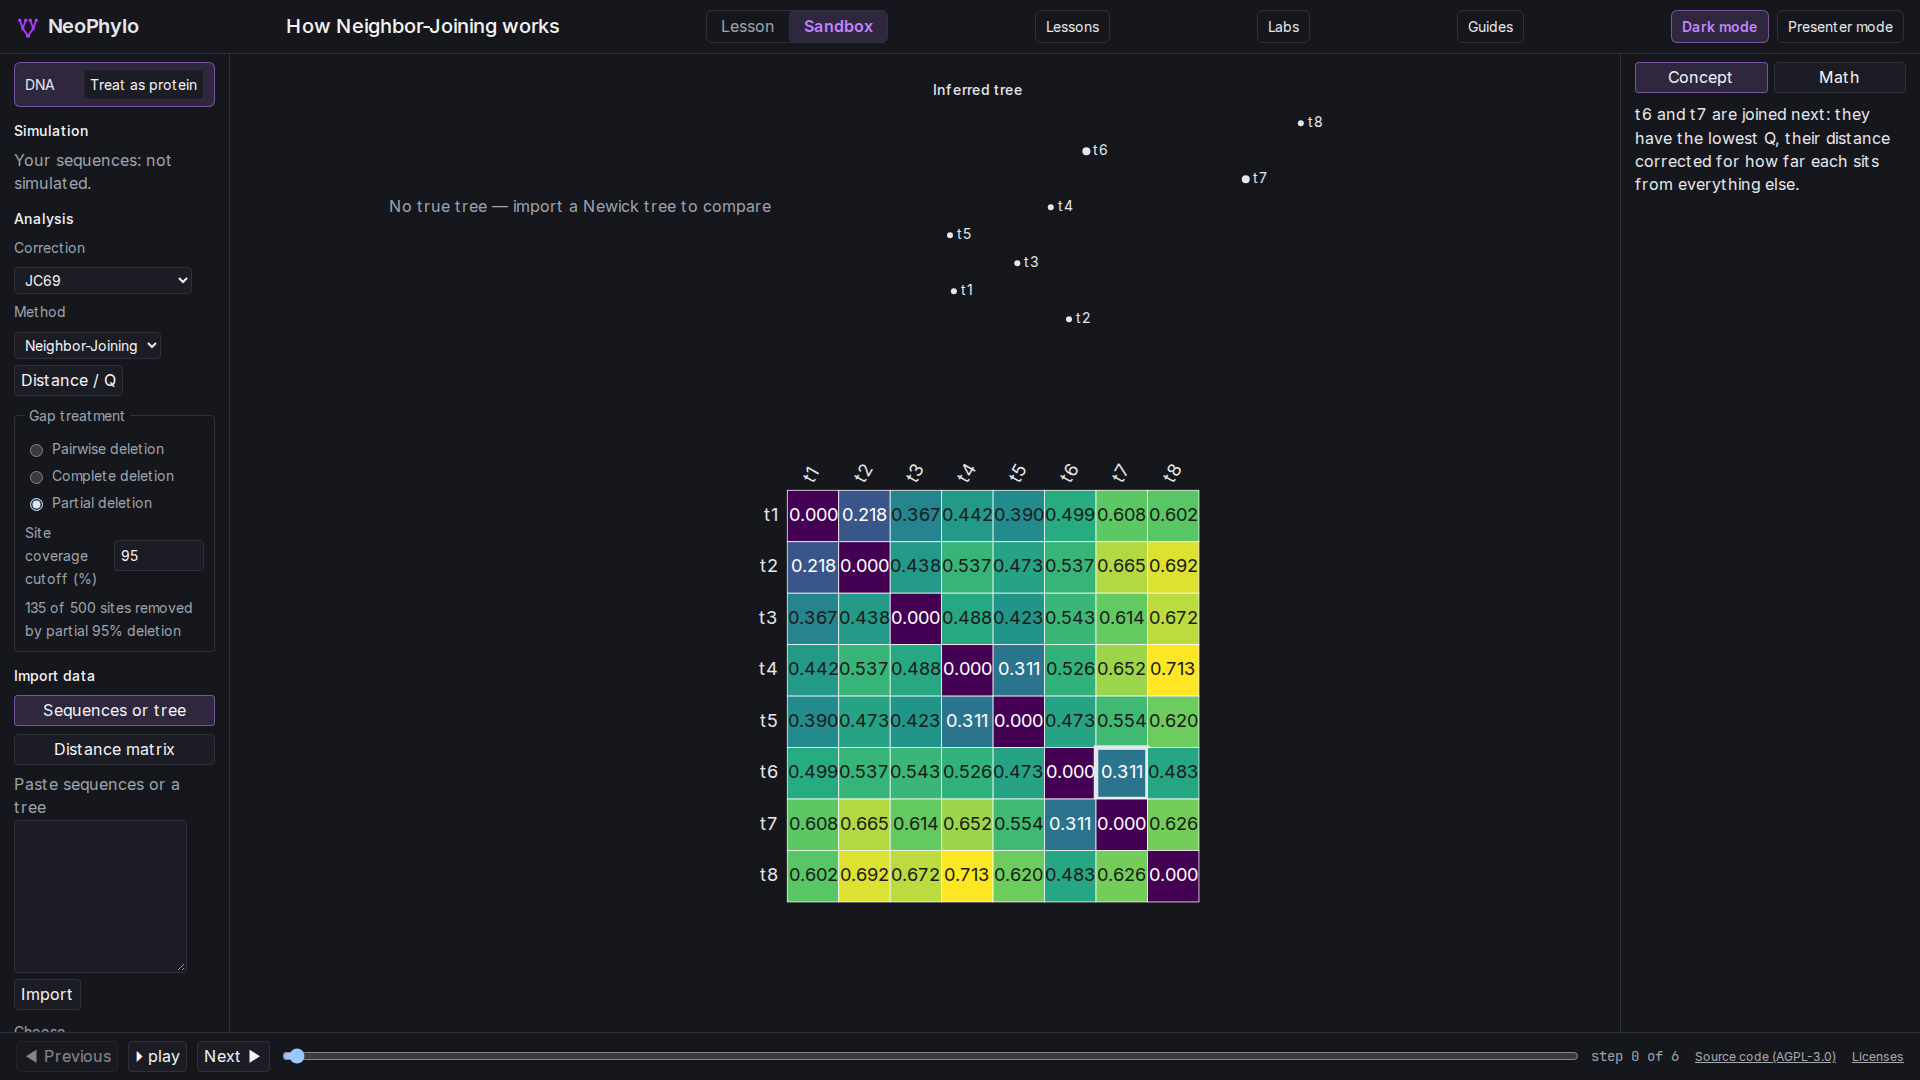 NeoPhylo
How Neighbor-Joining works
Lesson Sandbox
Lessons
Labs
Guides
Dark mode
Presenter mode
DNA
Treat as protein
Simulation
Your sequences: not
simulated.
Analysis
Correction
JC69
Method
Neighbor-Joining
Distance / Q
Gap treatment
Pairwise deletion
Complete deletion
Partial deletion
Site
coverage
cutoff (%)
95
135 of 500 sites removed
by partial 95% deletion
Import data
Sequences or tree
Distance matrix
Paste sequences or a
tree
Import
No true tree — import a Newick tree to compare
Inferred tree
t8
t6
t7
t4
t5
t3
t1
t2
t1 t2 t3 t4 t5 t6 t7 t8
t1 0.000 0.218 0.367 0.442 0.390 0.499 0.608 0.602
t2 0.218 0.000 0.438 0.537 0.473 0.537 0.665 0.692
t3 0.367 0.438 0.000 0.488 0.423 0.543 0.614 0.672
t4 0.442 0.537 0.488 0.000 0.311 0.526 0.652 0.713
t5 0.390 0.473 0.423 0.311 0.000 0.473 0.554 0.620
t6 0.499 0.537 0.543 0.526 0.473 0.000 0.311 0.483
t7 0.608 0.665 0.614 0.652 0.554 0.311 0.000 0.626
t8 0.602 0.692 0.672 0.713 0.620 0.483 0.626 0.000
Concept
Math
t6 and t7 are joined next: they
have the lowest Q, their distance
corrected for how far each sits
from everything else.
Previous
play
Next
step 0 of 6
Source code (AGPL-3.0)
Licenses